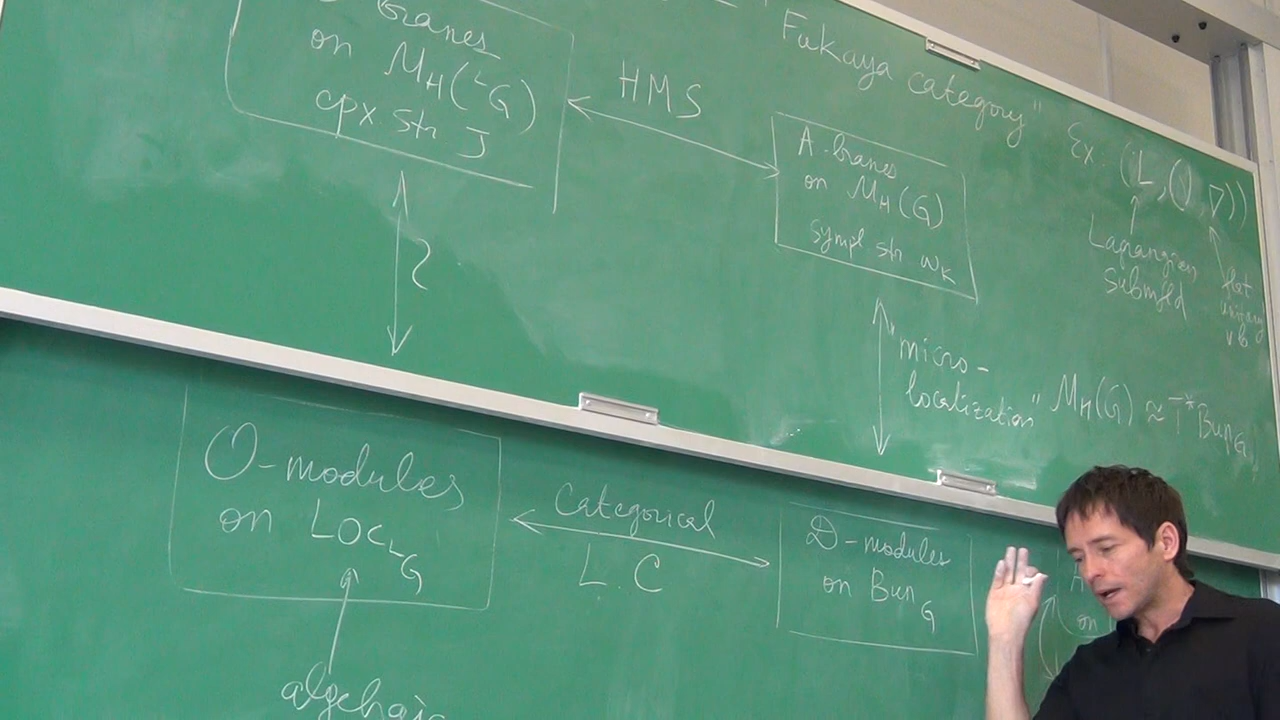 branes
on M_H(ᴸG)
cpx. str J
HMS
"Fukaya category"
Ex: (L, (V, ∇))
A-branes
on M_H(G)
sympl str ω_K
Lagrangian
submfld
flat
unitary
v b
"micro-
localization"
M_H(G) ≈ T* Bun_G
O-modules
on Loc_ᴸG
Categorical
L.C
D-modules
on Bun_G
on
algebraic